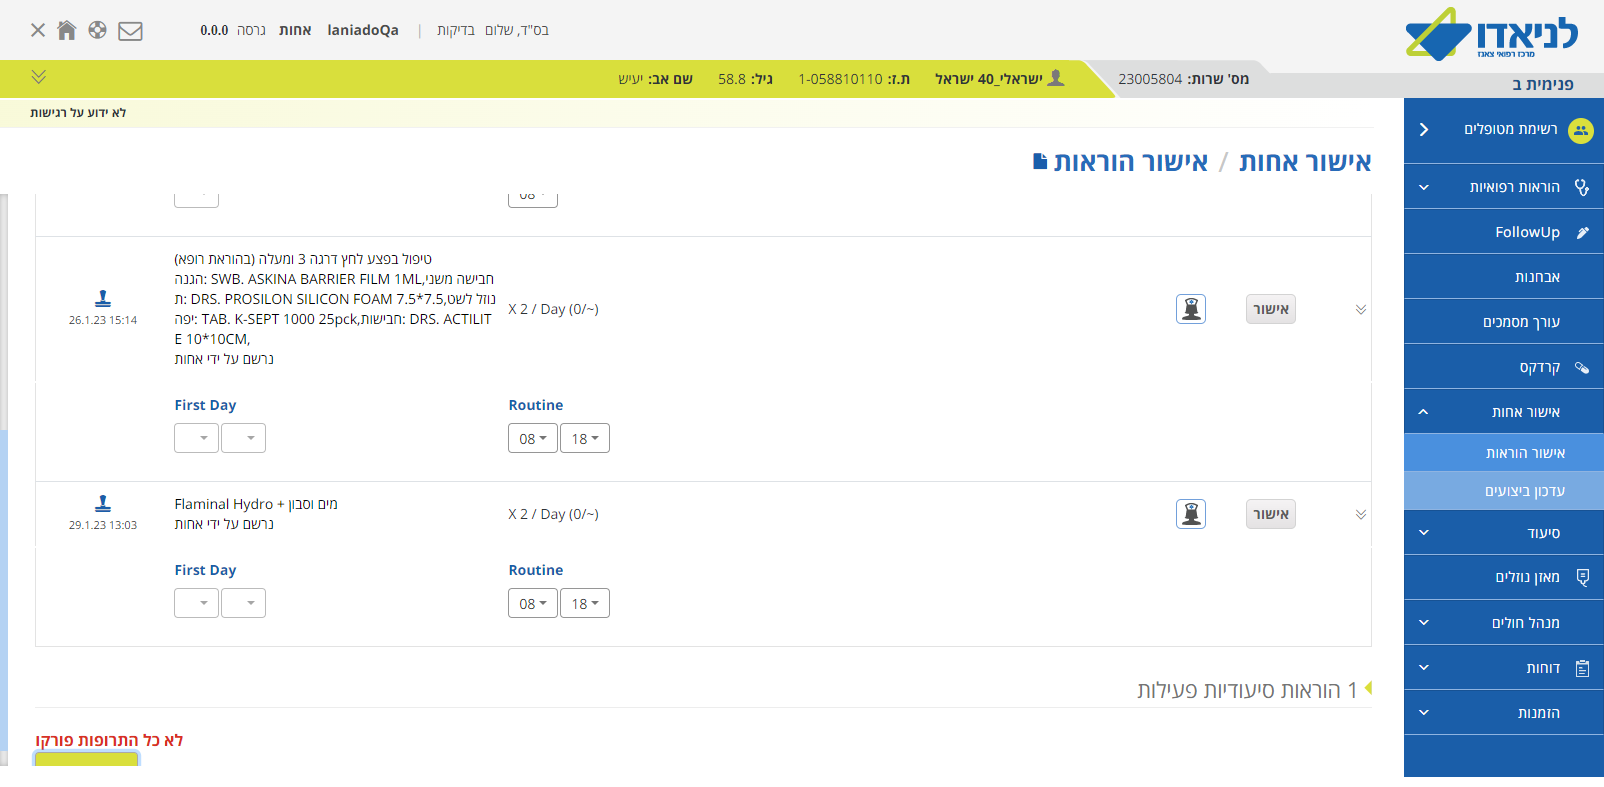 בס"ד, שלום בדיקות | laniadoQa אחות גרסה 0.0.0
לניאדו
מרכז רפואי צאנז
פנימית ב
מס' שרות: 23005804
ישראלי_40 ישראל ת.ז: 1-058810110 גיל: 58.8 שם אב: יעיש
לא ידוע על רגישות
רשימת מטופלים
הוראות רפואיות
FollowUp
אבחנות
עורך מסמכים
קרדקס
אישור אחות
אישור הוראות
עדכון ביצועים
סיעוד
מאזן נוזלים
מנהל חולים
דוחות
הזמנות
אישור אחות / אישור הוראות
08
אישור
X 2 / Day (0/~)
טיפול בפצע לחץ דרגה 3 ומעלה (בהוראת רופא)
הגנה: SWB. ASKINA BARRIER FILM 1ML,חבישה משני
ת: DRS. PROSILON SILICON FOAM 7.5*7.5,נוזל לשט
יפה: TAB. K-SEPT 1000 25pck,חבישות: DRS. ACTILIT
E 10*10CM,
נרשם על ידי אחות
26.1.23 15:14
First Day Routine
08 18
אישור
X 2 / Day (0/~)
Flaminal Hydro + מים וסבון
נרשם על ידי אחות
29.1.23 13:03
First Day Routine
08 18
1 הוראות סיעודיות פעילות
לא כל התרופות פורקו